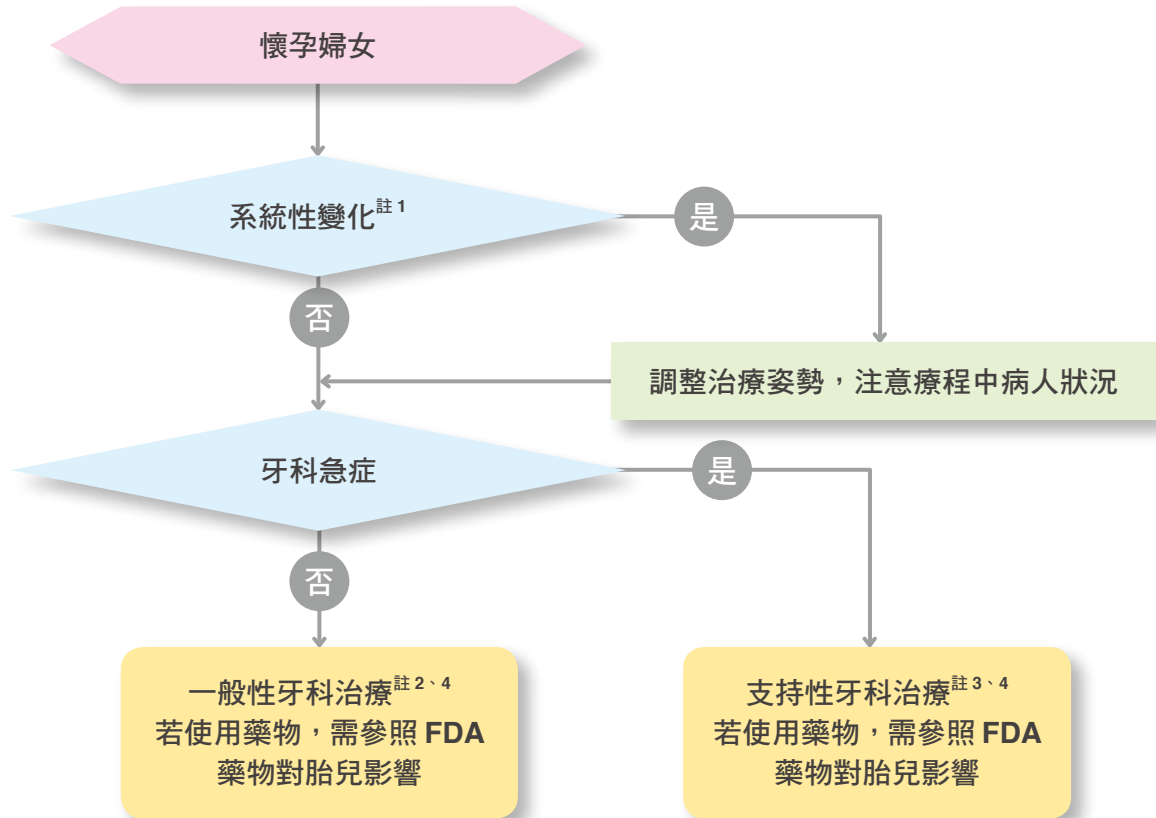 懷孕婦女
系統性變化註1
是
否
調整治療姿勢，注意療程中病人狀況
牙科急症
是
否
一般性牙科治療註2、4
若使用藥物，需參照 FDA
藥物對胎兒影響
支持性牙科治療註3、4
若使用藥物，需參照 FDA
藥物對胎兒影響